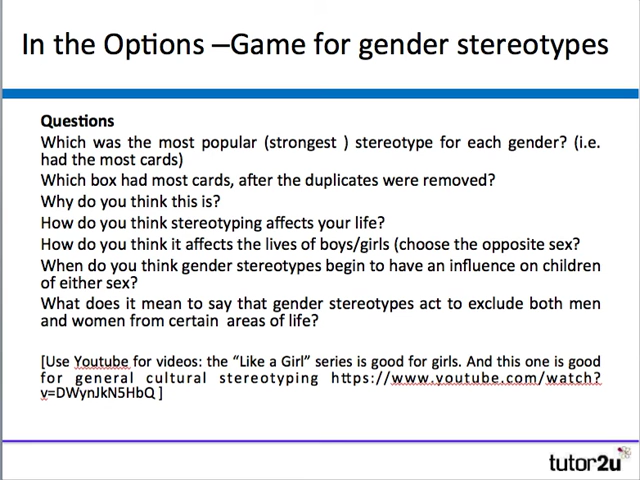 In the Options –Game for gender stereotypes
Questions
Which was the most popular (strongest ) stereotype for each gender? (i.e.
had the most cards)
Which box had most cards, after the duplicates were removed?
Why do you think this is?
How do you think stereotyping affects your life?
How do you think it affects the lives of boys/girls (choose the opposite sex?
When do you think gender stereotypes begin to have an influence on children
of either sex?
What does it mean to say that gender stereotypes act to exclude both men
and women from certain areas of life?
[Use Youtube for videos: the “Like a Girl” series is good for girls. And this one is good
for general cultural stereotyping https://www.youtube.com/watch?
v=DWynJkN5HbQ ]
tutor2u